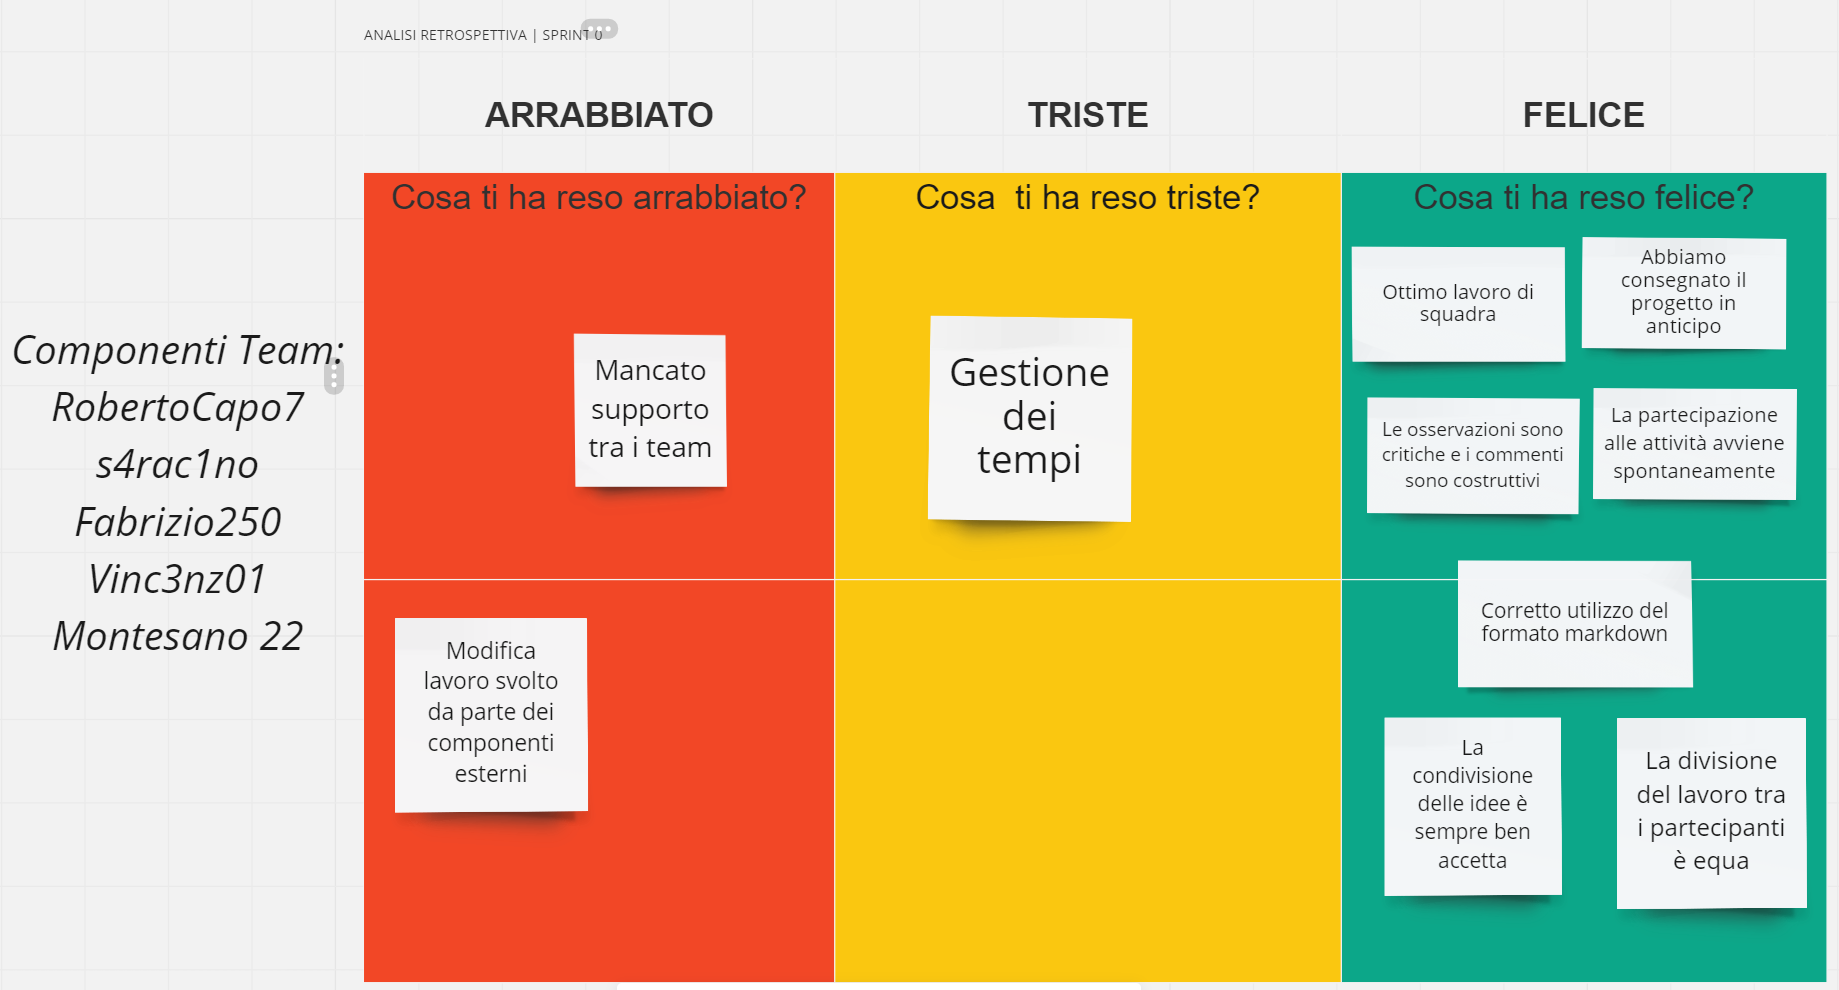 ANALISI RETROSPETTIVA | SPRINT 0
ARRABBIATO
TRISTE
FELICE
Componenti Team:
RobertoCapo7
s4rac1no
Fabrizio250
Vinc3nz01
Montesano 22
Cosa ti ha reso arrabbiato?
Mancato
supporto
tra i team
Modifica
lavoro svolto
da parte dei
componenti
esterni
Cosa  ti ha reso triste?
Gestione
dei
tempi
Cosa ti ha reso felice?
Ottimo lavoro di
squadra
Abbiamo
consegnato il
progetto in
anticipo
Le osservazioni sono
critiche e i commenti
sono costruttivi
La partecipazione
alle attività avviene
spontaneamente
Corretto utilizzo del
formato markdown
La
condivisione
delle idee è
sempre ben
accetta
La divisione
del lavoro tra
i partecipanti
è equa